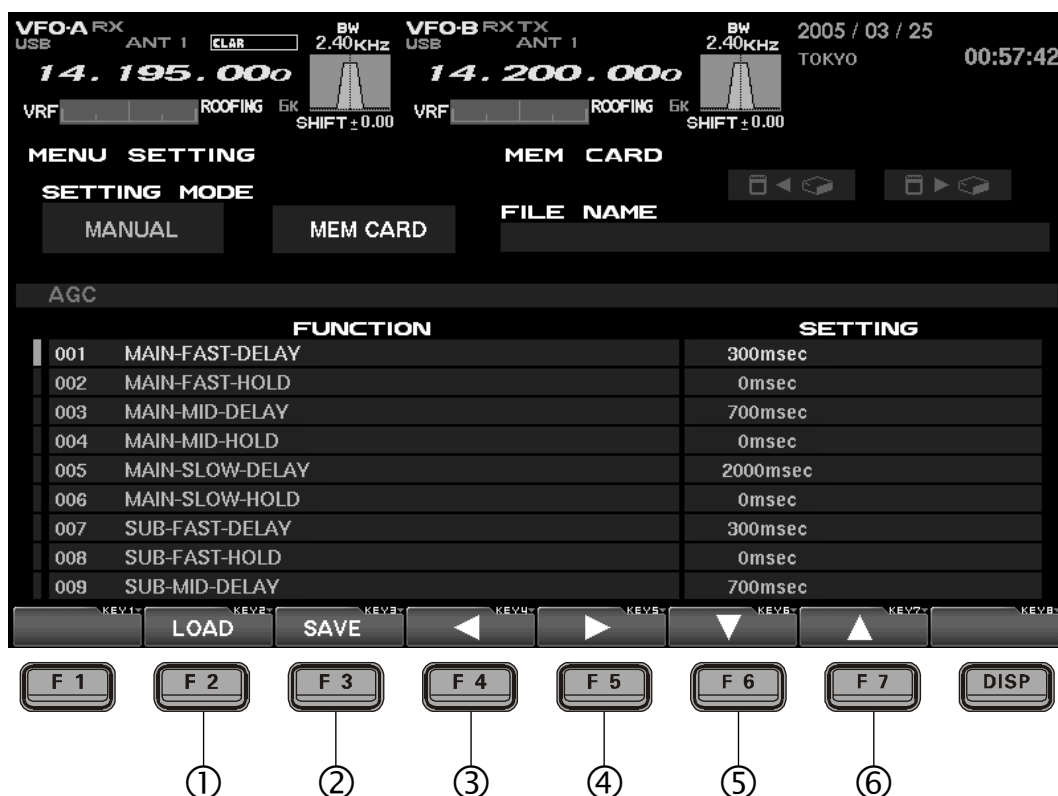 VFO-A RX
USB ANT 1 CLAR
BW
2.40KHz
14.195.000
VRF ROOFING 6K
SHIFT±0.00
VFO-B RX TX
USB ANT 1
BW
2.40KHz
14.200.000
VRF ROOFING 6K
SHIFT±0.00
2005 / 03 / 25
TOKYO 00:57:42
MENU SETTING
SETTING MODE
MANUAL MEM CARD
MEM CARD
FILE NAME
AGC
FUNCTION SETTING
001 MAIN-FAST-DELAY 300msec
002 MAIN-FAST-HOLD 0msec
003 MAIN-MID-DELAY 700msec
004 MAIN-MID-HOLD 0msec
005 MAIN-SLOW-DELAY 2000msec
006 MAIN-SLOW-HOLD 0msec
007 SUB-FAST-DELAY 300msec
008 SUB-FAST-HOLD 0msec
009 SUB-MID-DELAY 700msec
KEY1 KEY2 KEY3 KEY4 KEY5 KEY6 KEY7 KEY8
LOAD SAVE ◀ ▶ ▼ ▲
F 1 F 2 F 3 F 4 F 5 F 6 F 7 DISP
① ② ③ ④ ⑤ ⑥